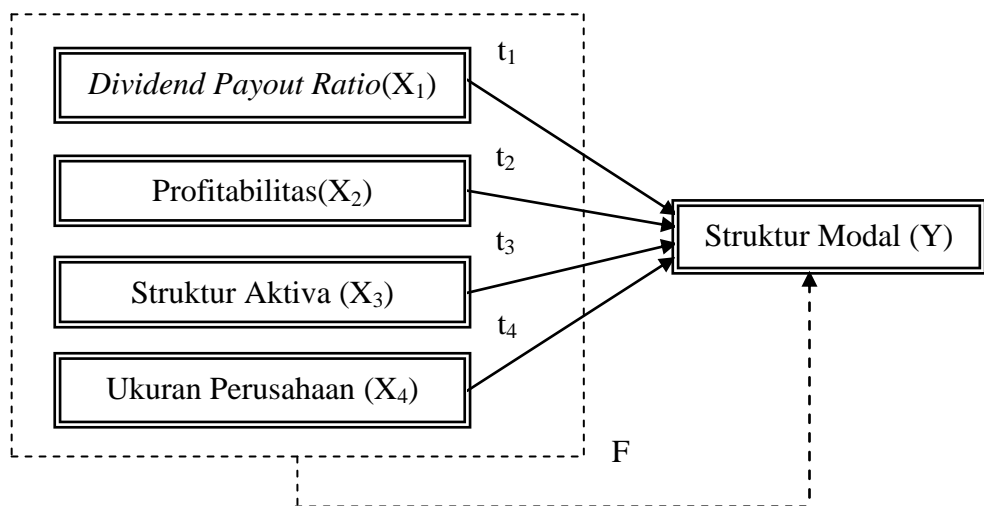 t₁
Dividend Payout Ratio(X₁)
t₂
Profitabilitas(X₂)
Struktur Modal (Y)
t₃
Struktur Aktiva (X₃)
t₄
Ukuran Perusahaan (X₄)
F